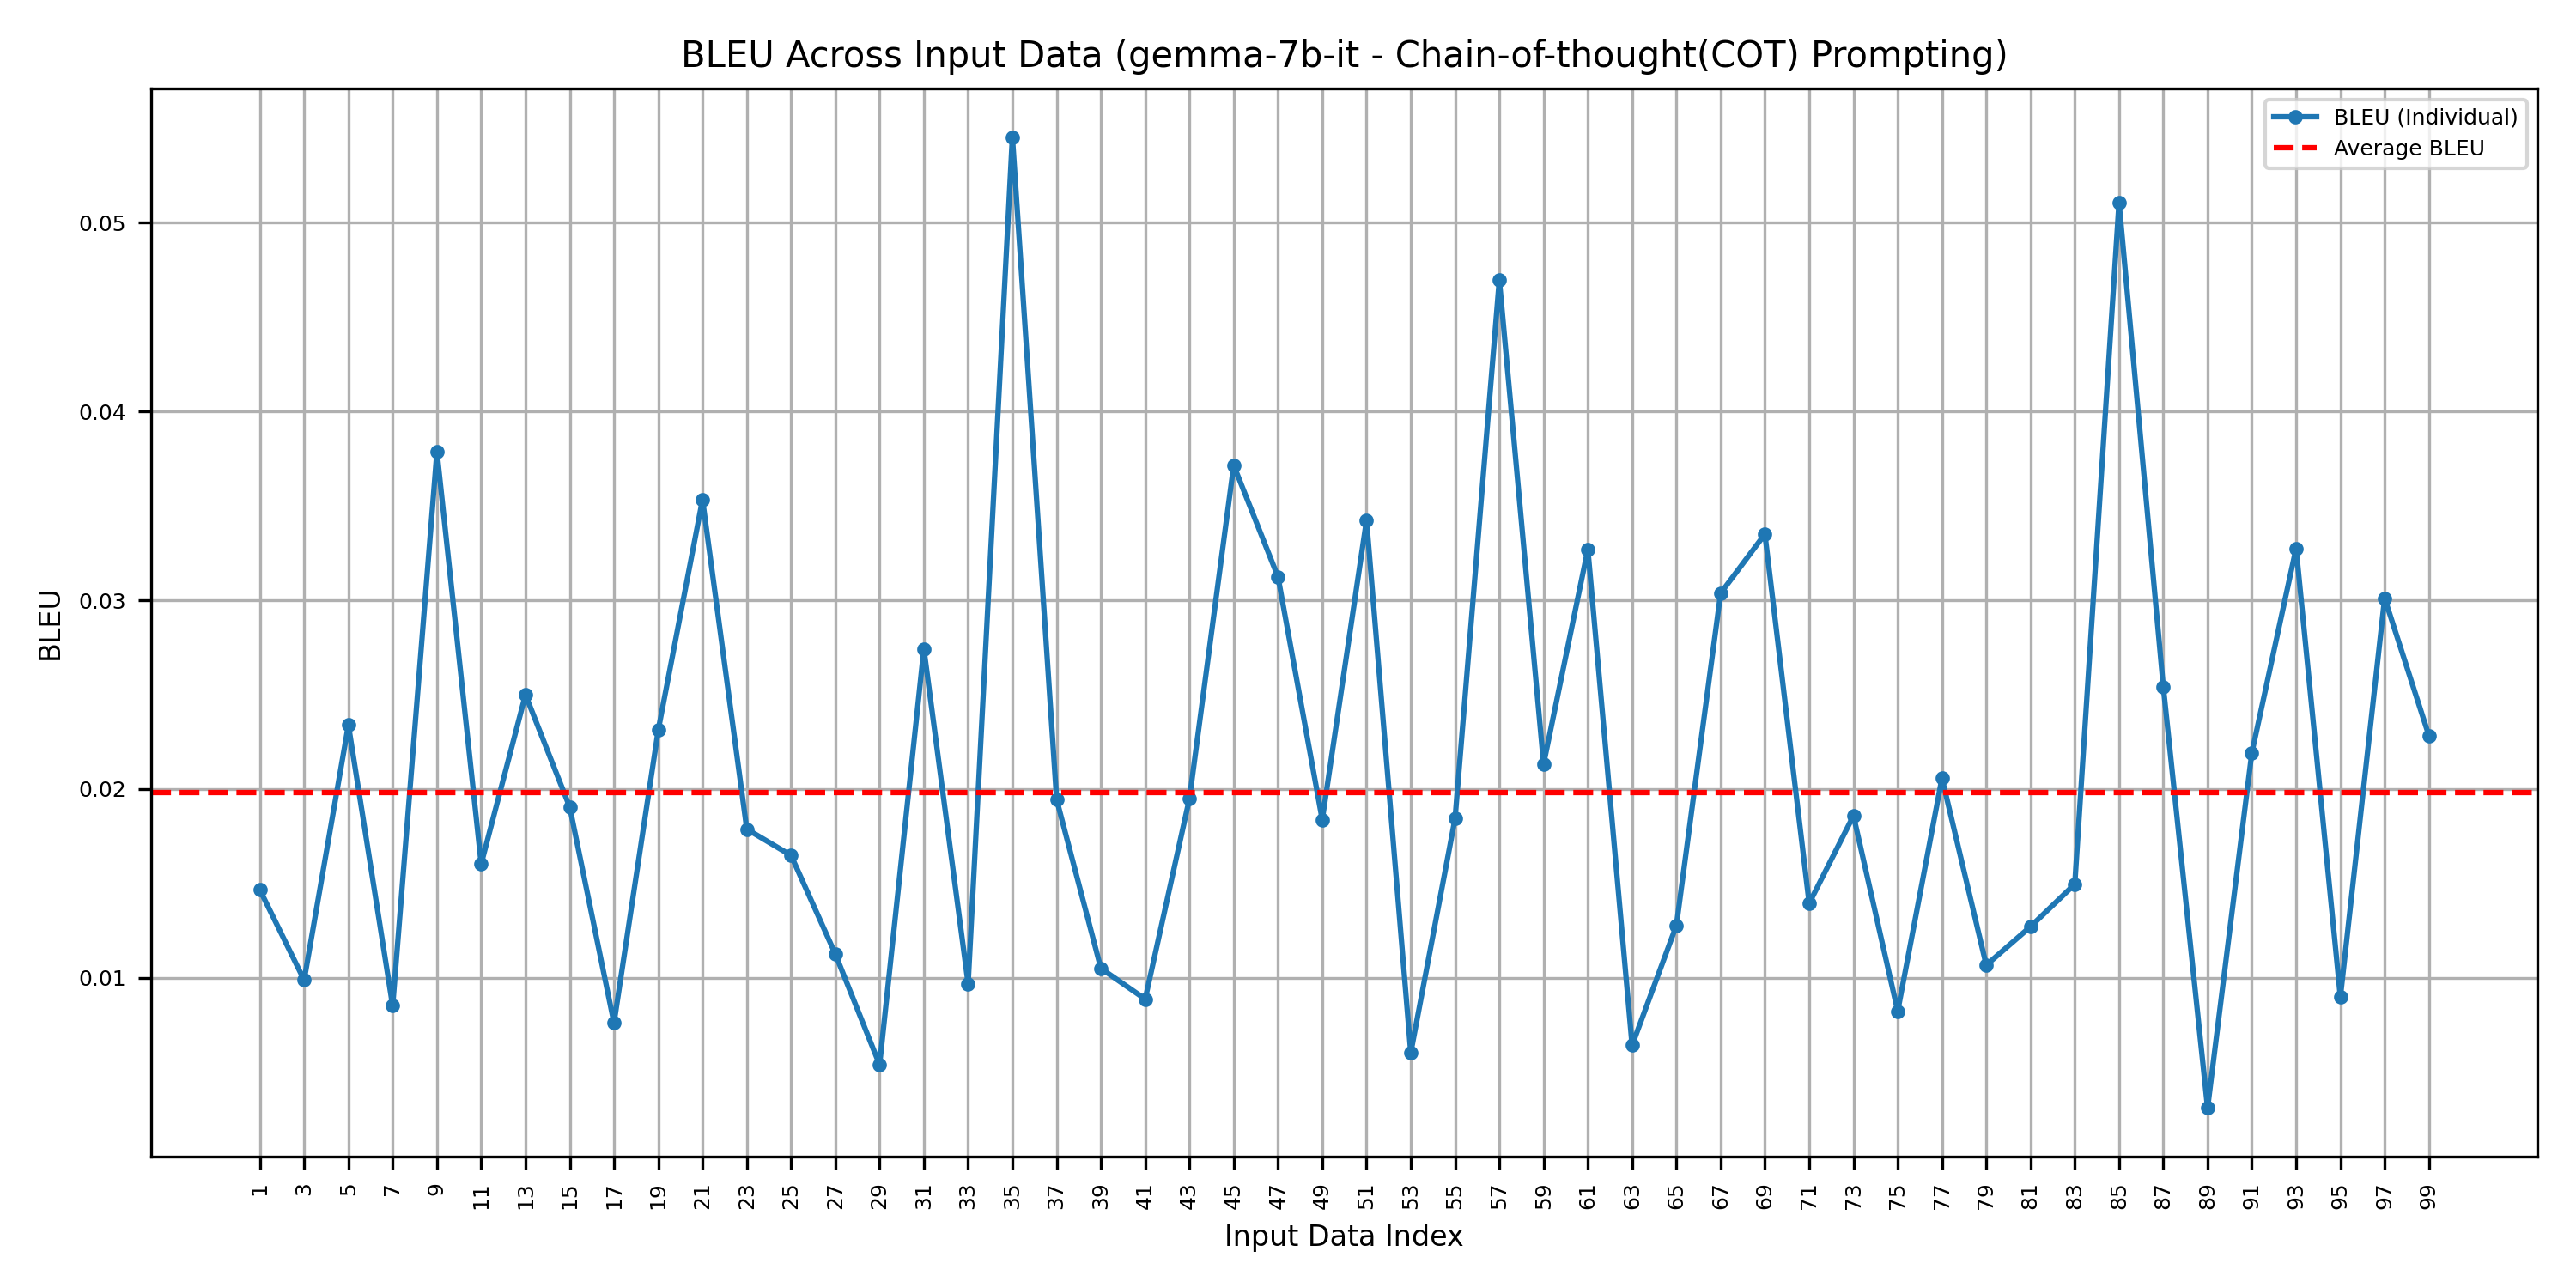 BLEU Across Input Data (gemma-7b-it - Chain-of-thought(COT) Prompting)
BLEU (Individual)
Average BLEU
0.05
0.04
0.03
0.02
0.01
BLEU
1 3 5 7 9 11 13 15 17 19 21 23 25 27 29 31 33 35 37 39 41 43 45 47 49 51 53 55 57 59 61 63 65 67 69 71 73 75 77 79 81 83 85 87 89 91 93 95 97 99
Input Data Index